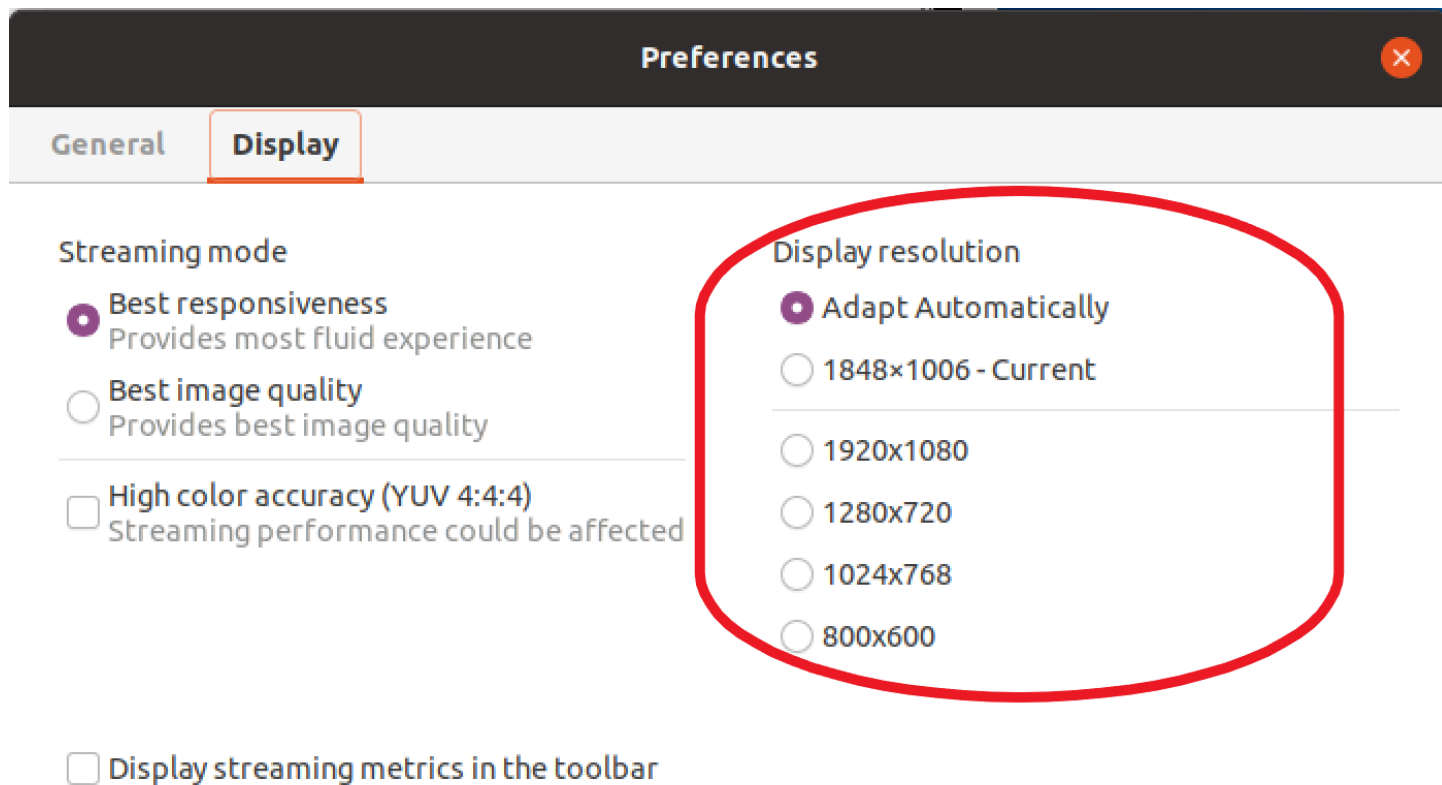 Preferences
General
Display
Streaming mode
Best responsiveness
Provides most fluid experience
Best image quality
Provides best image quality
High color accuracy (YUV 4:4:4)
Streaming performance could be affected
Display resolution
Adapt Automatically
1848×1006 - Current
1920x1080
1280x720
1024x768
800x600
Display streaming metrics in the toolbar